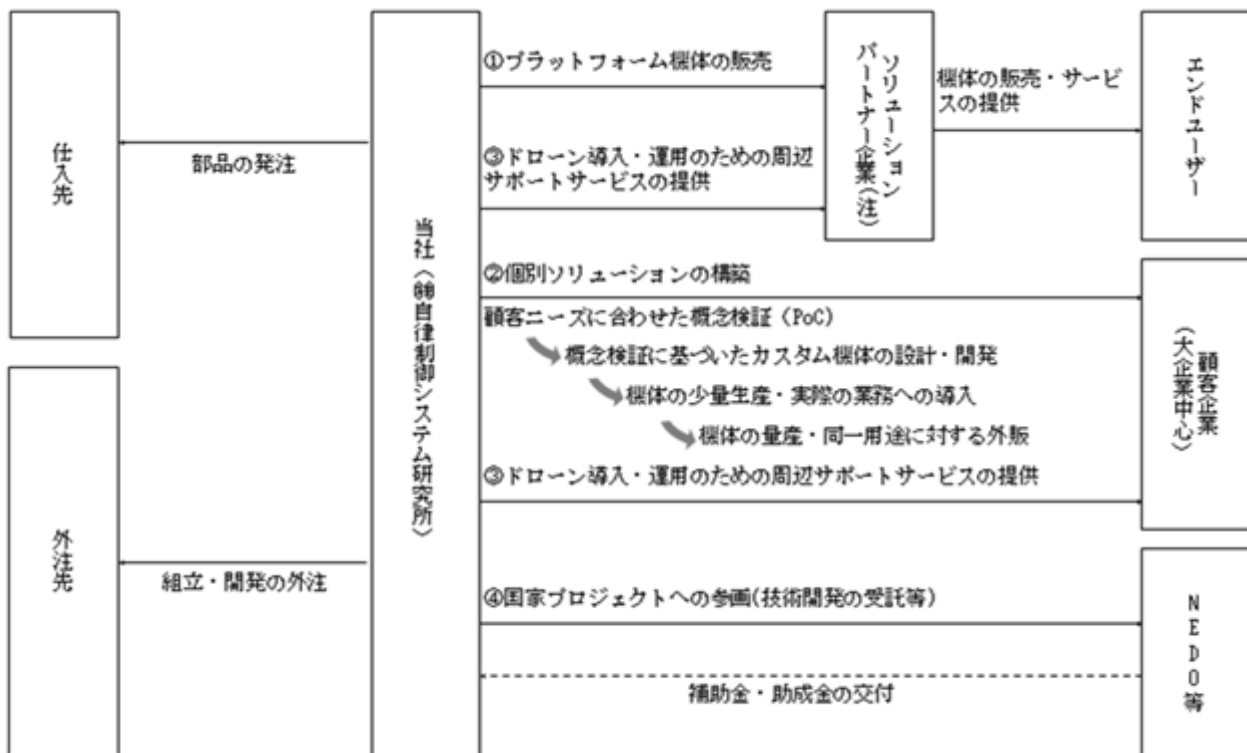 仕入先
部品の発注
外注先
組立・開発の外注
当社(㈱自律制御システム研究所)
①プラットフォーム機体の販売
③ドローン導入・運用のための周辺
サポートサービスの提供
ソリューション
パートナー企業(注)
機体の販売・サービ
スの提供
エンドユーザー
②個別ソリューションの構築
顧客ニーズに合わせた概念検証(PoC)
概念検証に基づいたカスタム機体の設計・開発
機体の少量生産・実際の業務への導入
機体の量産・同一用途に対する外販
③ドローン導入・運用のための周辺サポートサービスの提供
顧客企業
(大企業中心)
④国家プロジェクトへの参画(技術開発の受託等)
補助金・助成金の交付
NEDO等